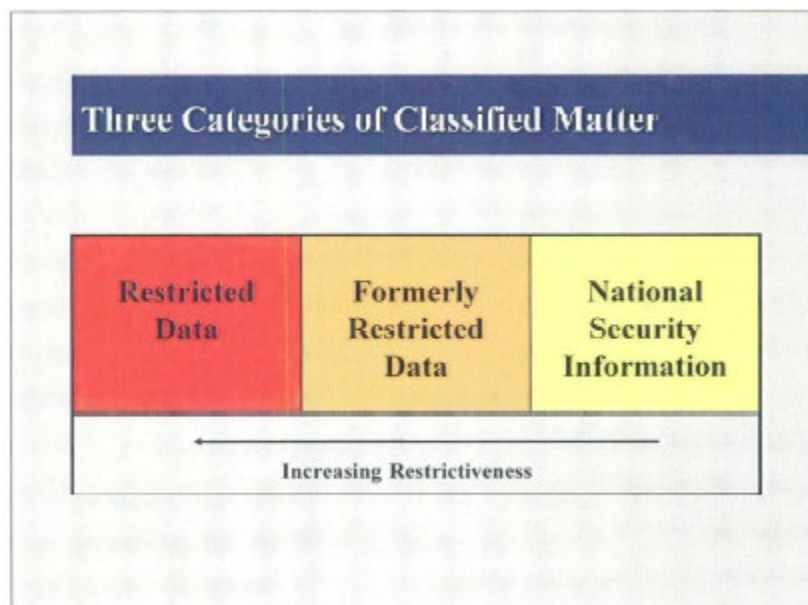 Three Categories of Classified Matter
Restricted
Data
Formerly
Restricted
Data
National
Security
Information
Increasing Restrictiveness